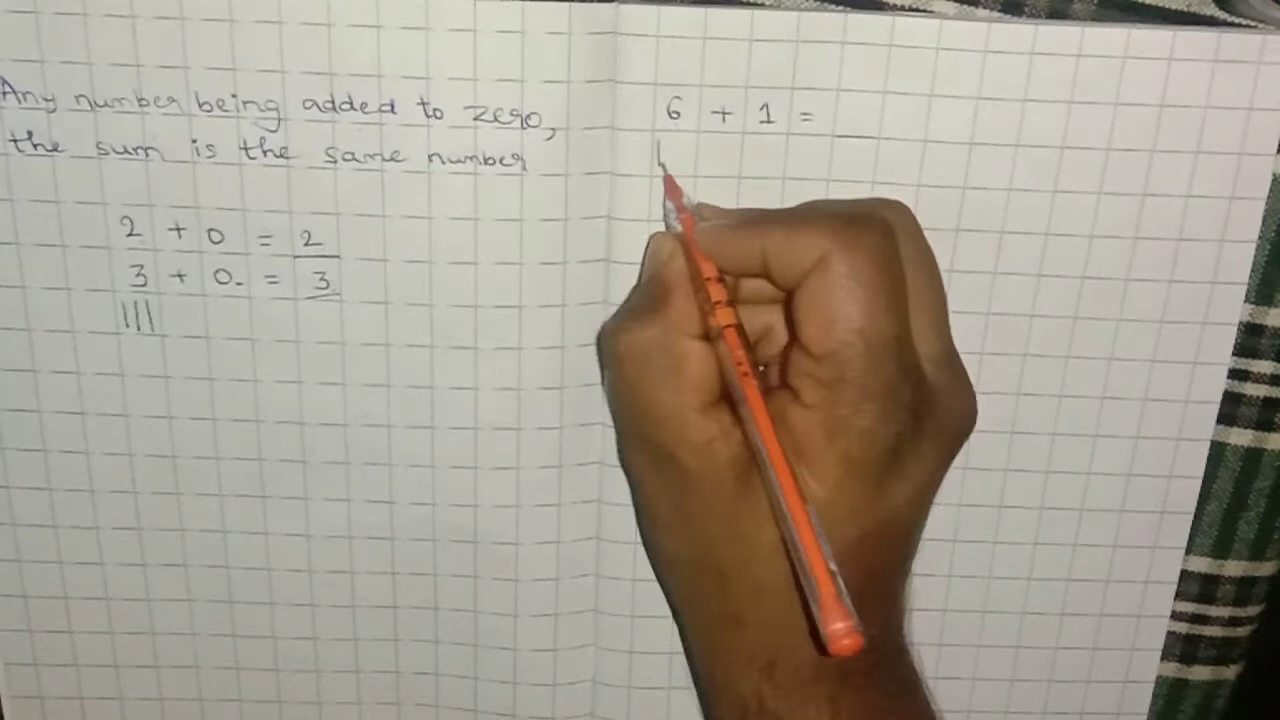 Any number being added to zero,
the sum is the same number
2 + 0 = 2
3 + 0. = 3
|||
6 + 1 = __